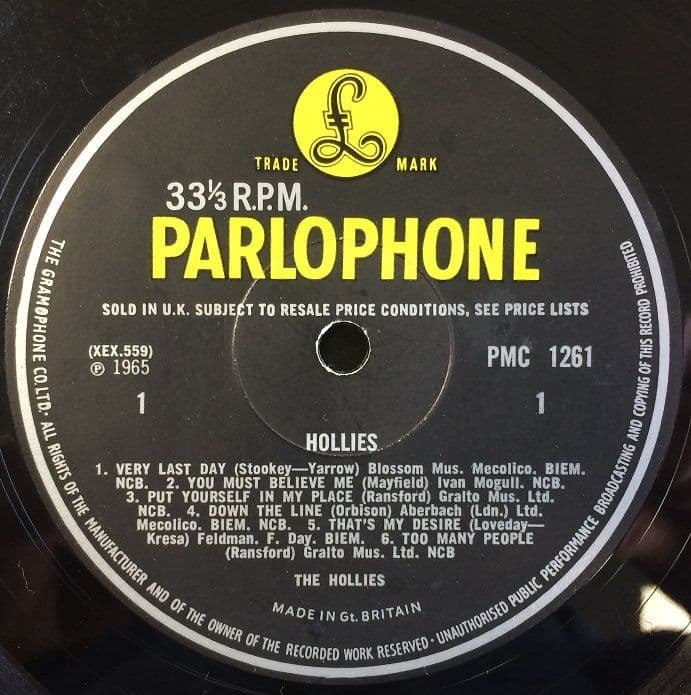 £
TRADE MARK
33⅓ R.P.M.
PARLOPHONE
SOLD IN U.K. SUBJECT TO RESALE PRICE CONDITIONS, SEE PRICE LISTS
(XEX.559)
℗ 1965
PMC 1261
1
1
HOLLIES
1. VERY LAST DAY (Stookey—Yarrow) Blossom Mus. Mecolico. BIEM.
NCB. 2. YOU MUST BELIEVE ME (Mayfield) Ivan Mogull. NCB.
3. PUT YOURSELF IN MY PLACE (Ransford) Gralto Mus. Ltd.
NCB. 4. DOWN THE LINE (Orbison) Aberbach (Ldn.) Ltd.
Mecolico. BIEM. NCB. 5. THAT'S MY DESIRE (Loveday—
Kresa) Feldman. F. Day. BIEM. 6. TOO MANY PEOPLE
(Ransford) Gralto Mus. Ltd. NCB
THE HOLLIES
MADE IN Gt. BRITAIN
THE GRAMOPHONE CO. LTD. ALL RIGHTS OF THE MANUFACTURER AND OF THE OWNER OF THE RECORDED WORK RESERVED · UNAUTHORISED PUBLIC PERFORMANCE BROADCASTING AND COPYING OF THIS RECORD PROHIBITED